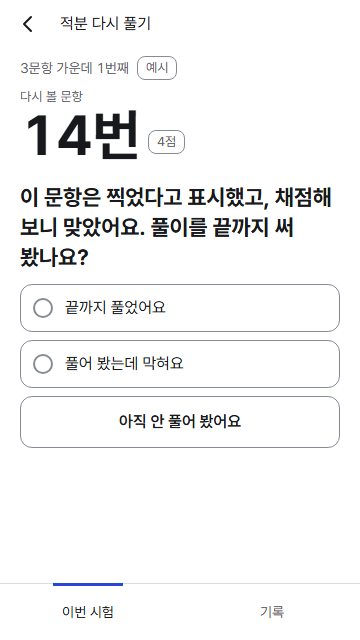 적분 다시 풀기
3문항 가운데 1번째 예시
다시 볼 문항
14번 4점
이 문항은 찍었다고 표시했고, 채점해
보니 맞았어요. 풀이를 끝까지 써
봤나요?
끝까지 풀었어요
풀어 봤는데 막혀요
아직 안 풀어 봤어요
이번 시험 기록